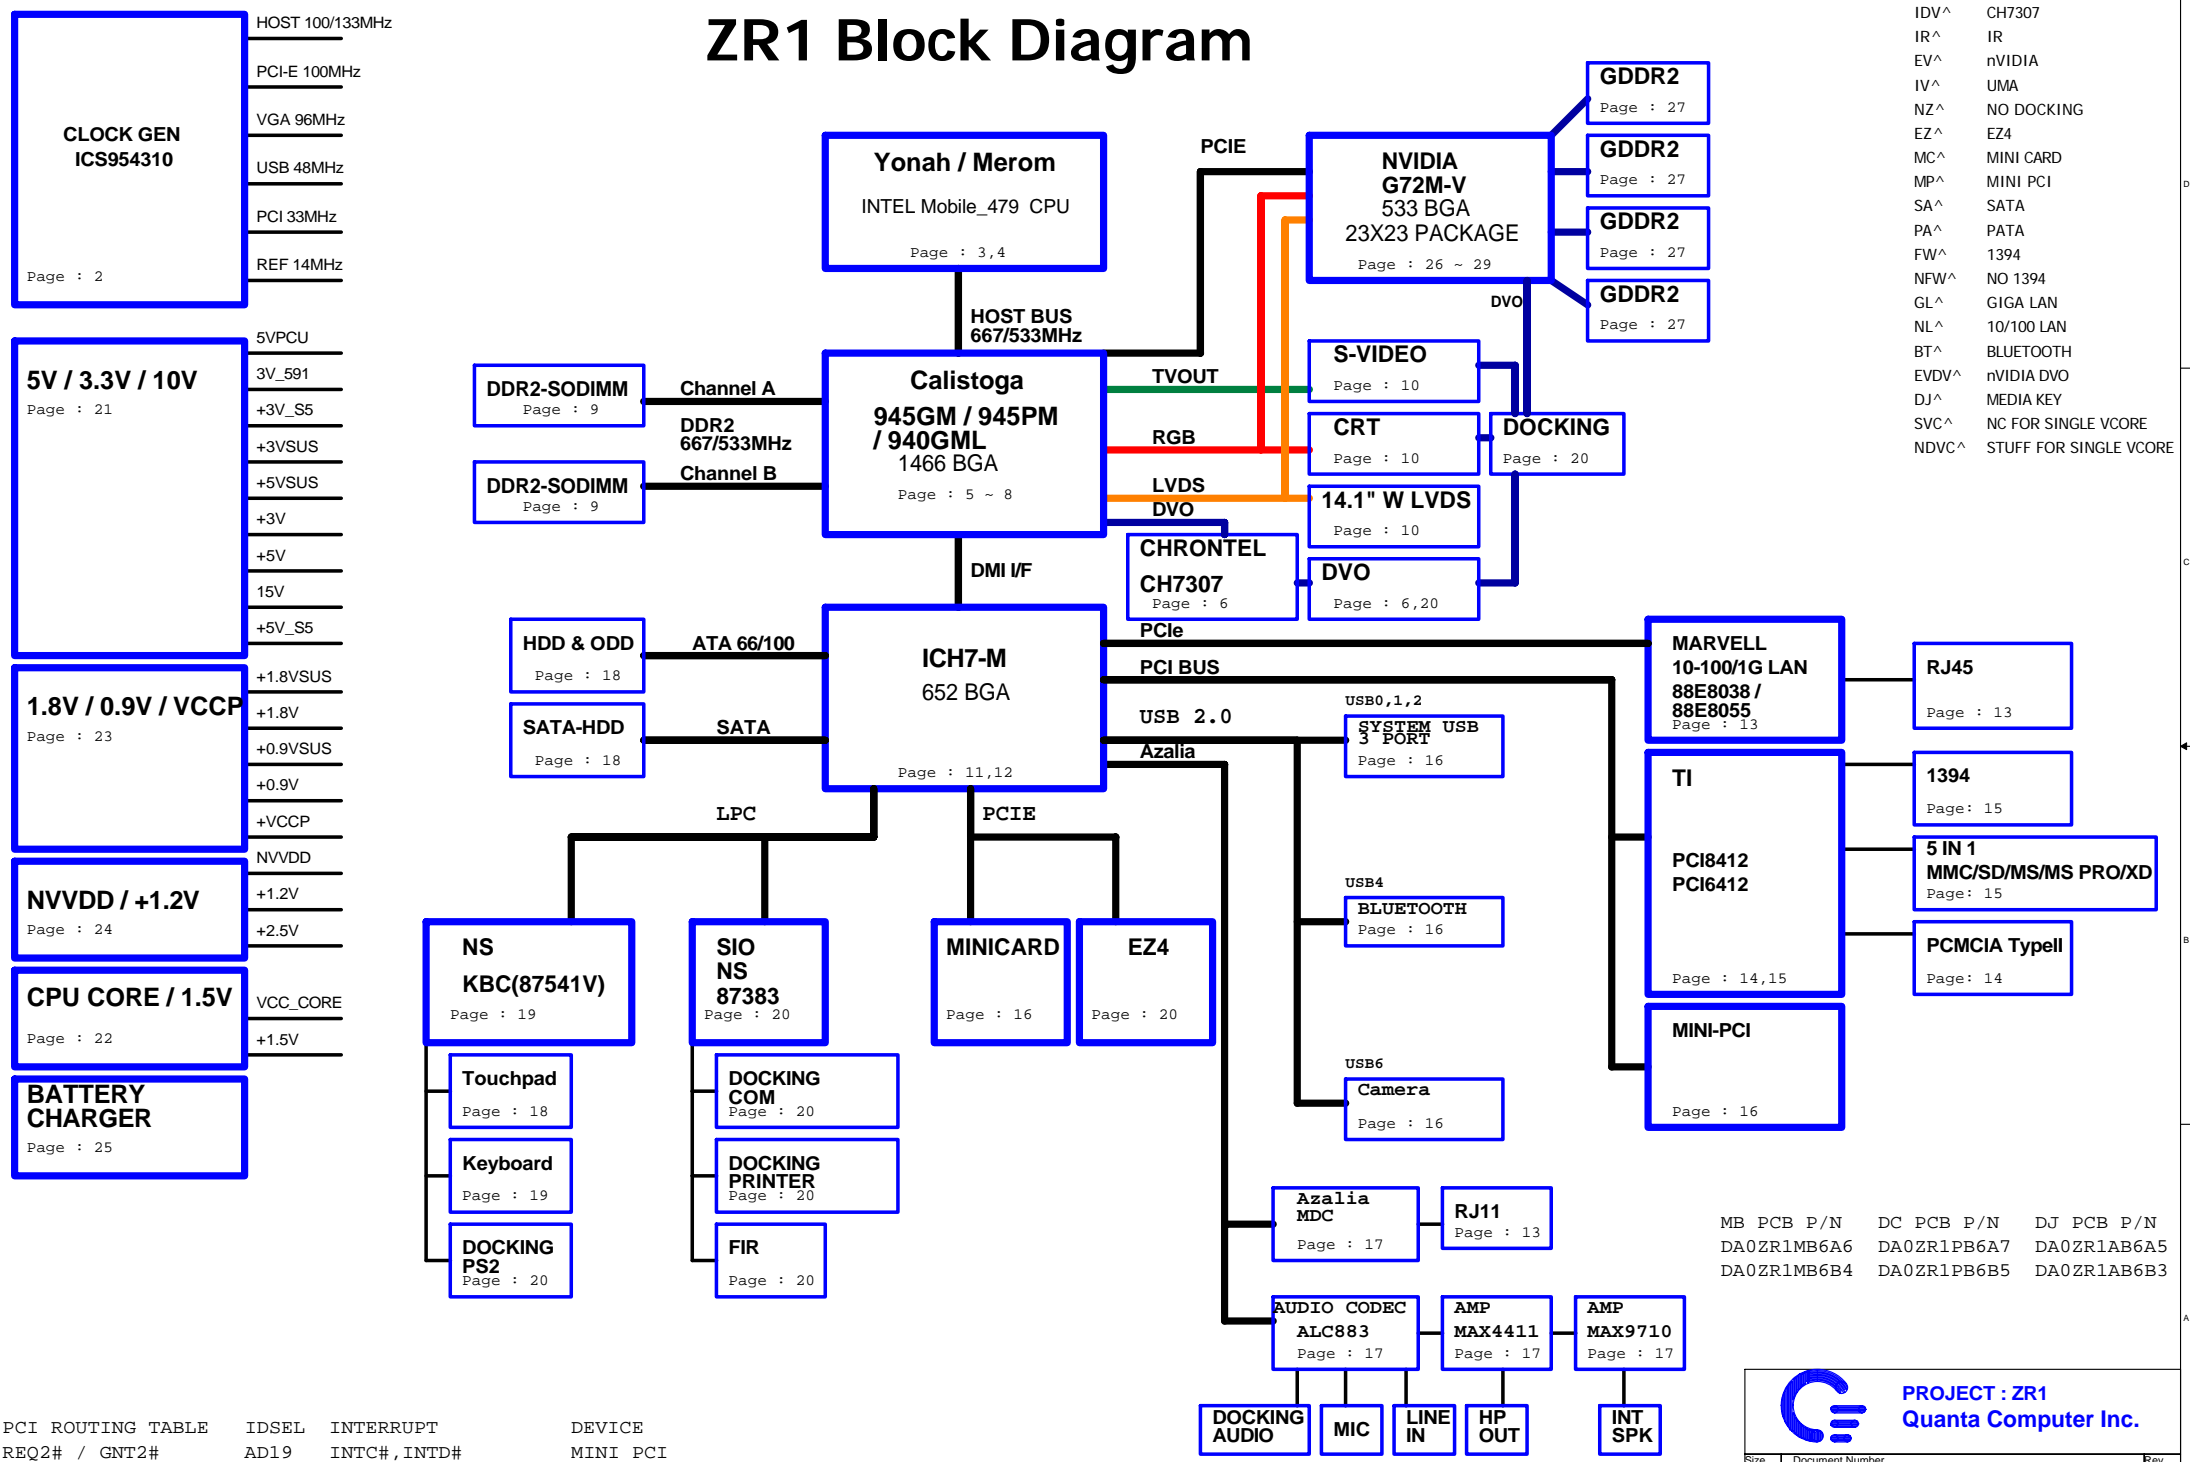 ZR1 Block Diagram
CLOCK GEN
ICS954310
Page : 2
HOST 100/133MHz
PCI-E 100MHz
VGA 96MHz
USB 48MHz
PCI 33MHz
REF 14MHz
5V / 3.3V / 10V
Page : 21
5VPCU
3V_591
+3V_S5
+3VSUS
+5VSUS
+3V
+5V
15V
+5V_S5
1.8V / 0.9V / VCCP
Page : 23
+1.8VSUS
+1.8V
+0.9VSUS
+0.9V
+VCCP
NVVDD / +1.2V
Page : 24
NVVDD
+1.2V
+2.5V
CPU CORE / 1.5V
Page : 22
VCC_CORE
+1.5V
BATTERY
CHARGER
Page : 25
Yonah / Merom
INTEL Mobile_479 CPU
Page : 3,4
HOST BUS
667/533MHz
DDR2-SODIMM
Page : 9
Channel A
DDR2
667/533MHz
DDR2-SODIMM
Page : 9
Channel B
Calistoga
945GM / 945PM
/ 940GML
1466 BGA
Page : 5 ~ 8
PCIE
TVOUT
RGB
LVDS
DVO
NVIDIA
G72M-V
533 BGA
23X23 PACKAGE
Page : 26 ~ 29
GDDR2
Page : 27
GDDR2
Page : 27
GDDR2
Page : 27
GDDR2
Page : 27
DVO
S-VIDEO
Page : 10
CRT
Page : 10
DOCKING
Page : 20
14.1" W LVDS
Page : 10
CHRONTEL
CH7307
Page : 6
DVO
Page : 6,20
DMI I/F
HDD & ODD
Page : 18
ATA 66/100
SATA-HDD
Page : 18
SATA
ICH7-M
652 BGA
Page : 11,12
PCIe
PCI BUS
USB 2.0
Azalia
MARVELL
10-100/1G LAN
88E8038 /
88E8055
Page : 13
RJ45
Page : 13
TI
PCI8412
PCI6412
Page : 14,15
1394
Page: 15
5 IN 1
MMC/SD/MS/MS PRO/XD
Page: 15
PCMCIA TypeII
Page: 14
MINI-PCI
Page : 16
USB0,1,2
SYSTEM USB
3 PORT
Page : 16
USB4
BLUETOOTH
Page : 16
USB6
Camera
Page : 16
LPC
PCIE
NS
KBC(87541V)
Page : 19
SIO
NS
87383
Page : 20
MINICARD
Page : 16
EZ4
Page : 20
Touchpad
Page : 18
Keyboard
Page : 19
DOCKING
PS2
Page : 20
DOCKING
COM
Page : 20
DOCKING
PRINTER
Page : 20
FIR
Page : 20
Azalia
MDC
Page : 17
RJ11
Page : 13
AUDIO CODEC
ALC883
Page : 17
AMP
MAX4411
Page : 17
AMP
MAX9710
Page : 17
DOCKING
AUDIO
MIC
LINE
IN
HP
OUT
INT
SPK
IDV^ CH7307
IR^ IR
EV^ nVIDIA
IV^ UMA
NZ^ NO DOCKING
EZ^ EZ4
MC^ MINI CARD
MP^ MINI PCI
SA^ SATA
PA^ PATA
FW^ 1394
NFW^ NO 1394
GL^ GIGA LAN
NL^ 10/100 LAN
BT^ BLUETOOTH
EVDV^ nVIDIA DVO
DJ^ MEDIA KEY
SVC^ NC FOR SINGLE VCORE
NDVC^ STUFF FOR SINGLE VCORE
D
C
B
A
MB PCB P/N DC PCB P/N DJ PCB P/N
DA0ZR1MB6A6 DA0ZR1PB6A7 DA0ZR1AB6A5
DA0ZR1MB6B4 DA0ZR1PB6B5 DA0ZR1AB6B3
PCI ROUTING TABLE IDSEL INTERRUPT DEVICE
REQ2# / GNT2# AD19 INTC#,INTD# MINI PCI
PROJECT : ZR1
Quanta Computer Inc.
Size Document Number Rev